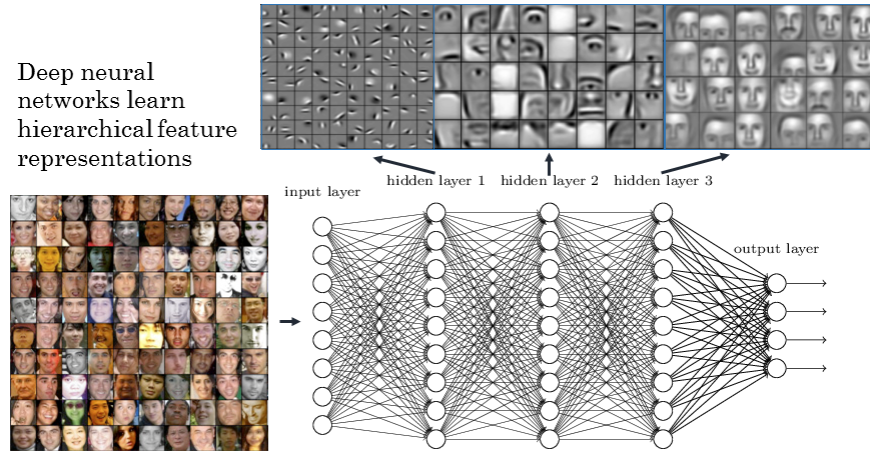 Deep neural
networks learn
hierarchical feature
representations
input layer
hidden layer 1
hidden layer 2
hidden layer 3
output layer